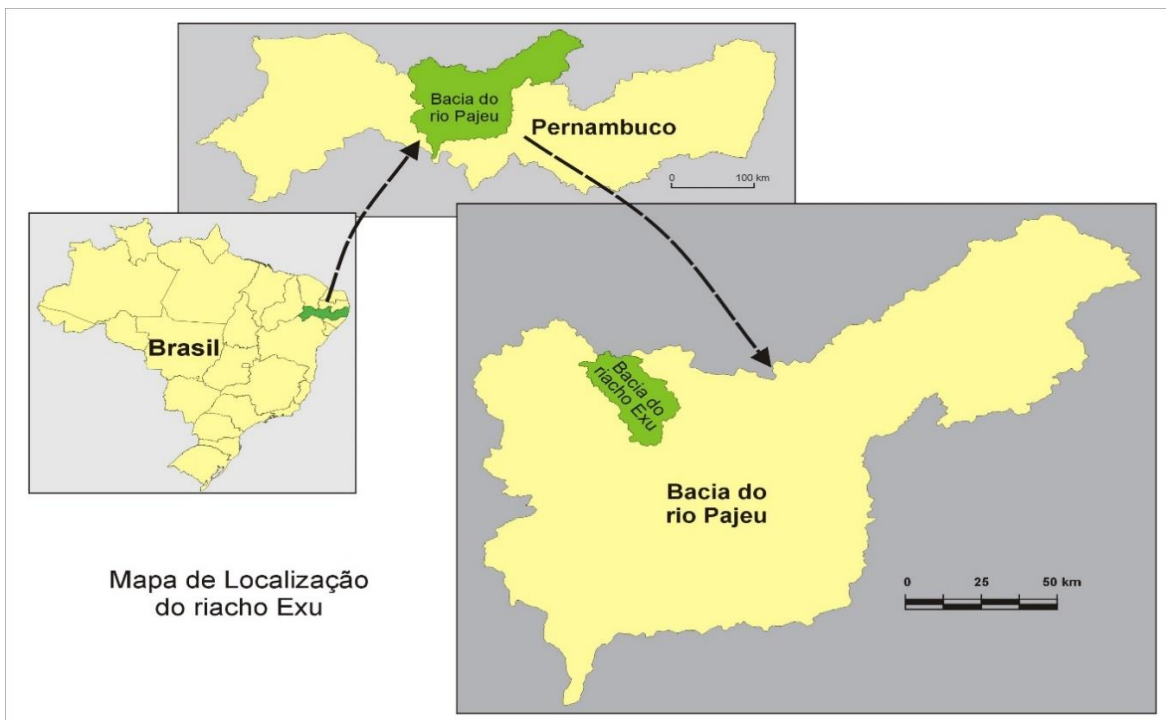 Bacia do
rio Pajeu
Pernambuco
0 100 km
Brasil
Bacia do
riacho Exu
Bacia do
rio Pajeu
0 25 50 km
Mapa de Localização
do riacho Exu